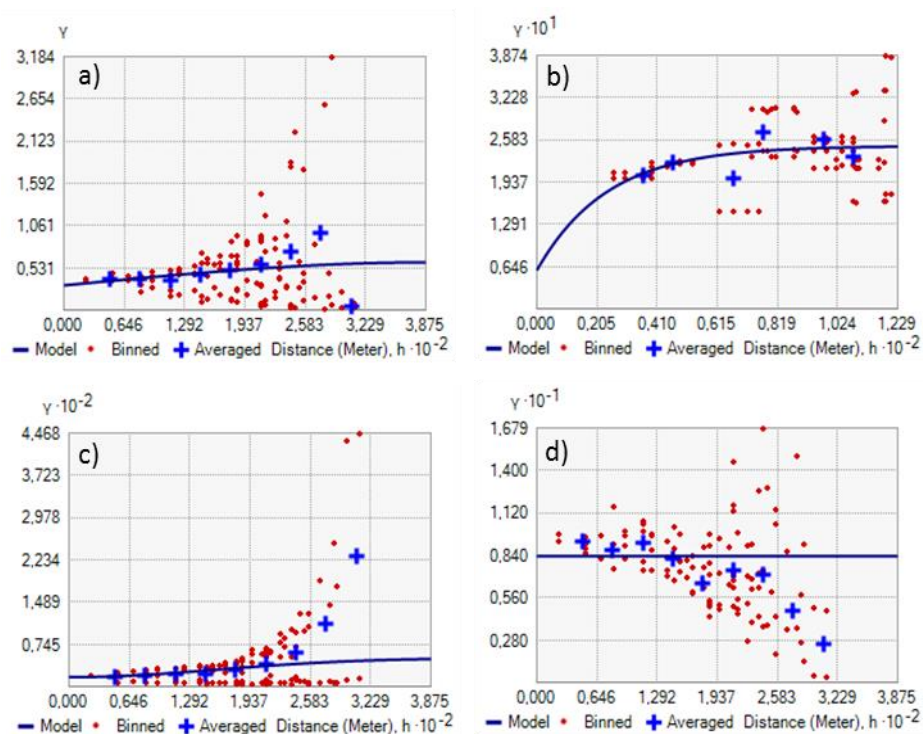 γ
3.184
a)
2.654
2.123
1.592
1.061
0.531
0,000 0,646 1,292 1,937 2,583 3,229 3,875
Model Binned Averaged Distance (Meter), h · 10⁻²
γ · 10¹
3.874
b)
3.228
2.583
1.937
1.291
0.646
0.000 0,205 0,410 0,615 0,819 1,024 1,229
Model Binned Averaged Distance (Meter), h · 10⁻²
γ · 10⁻²
4.468
c)
3.723
2.978
2.234
1.489
0.745
0.000 0,646 1,292 1,937 2,583 3,229 3,875
Model Binned Averaged Distance (Meter), h · 10⁻²
γ · 10⁻¹
1,679
d)
1,400
1,120
0.840
0.560
0.280
0,000 0,646 1,292 1,937 2,583 3,229 3,875
Model Binned Averaged Distance (Meter), h · 10⁻²